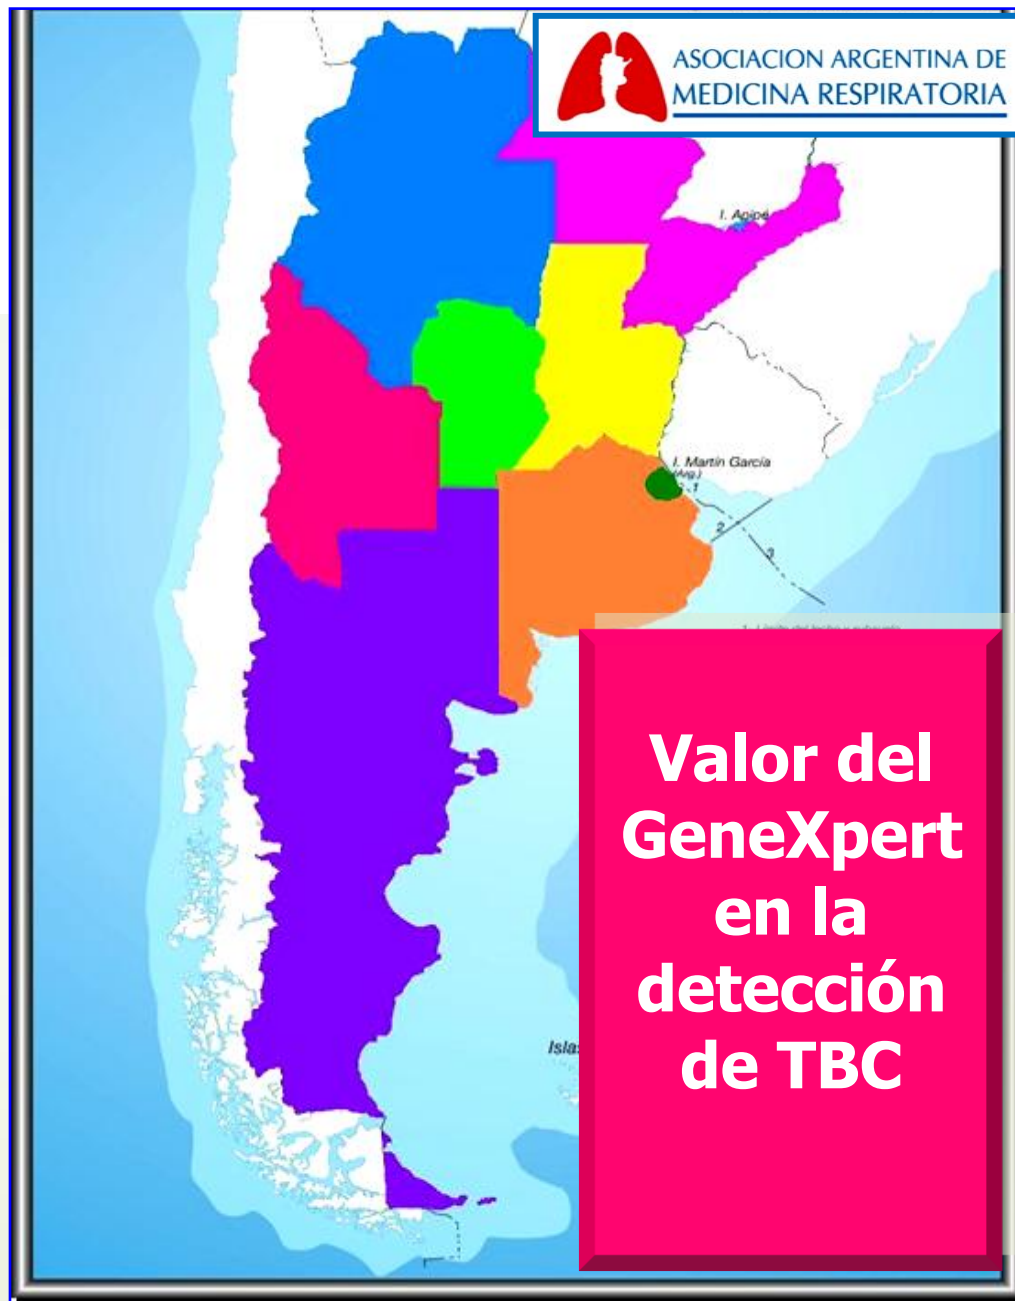 ASOCIACION ARGENTINA DE
MEDICINA RESPIRATORIA
I. Apipé
I. Martín García
(Arg.)
1
2
3
Valor del
GeneXpert
en la
detección
de TBC
Islas